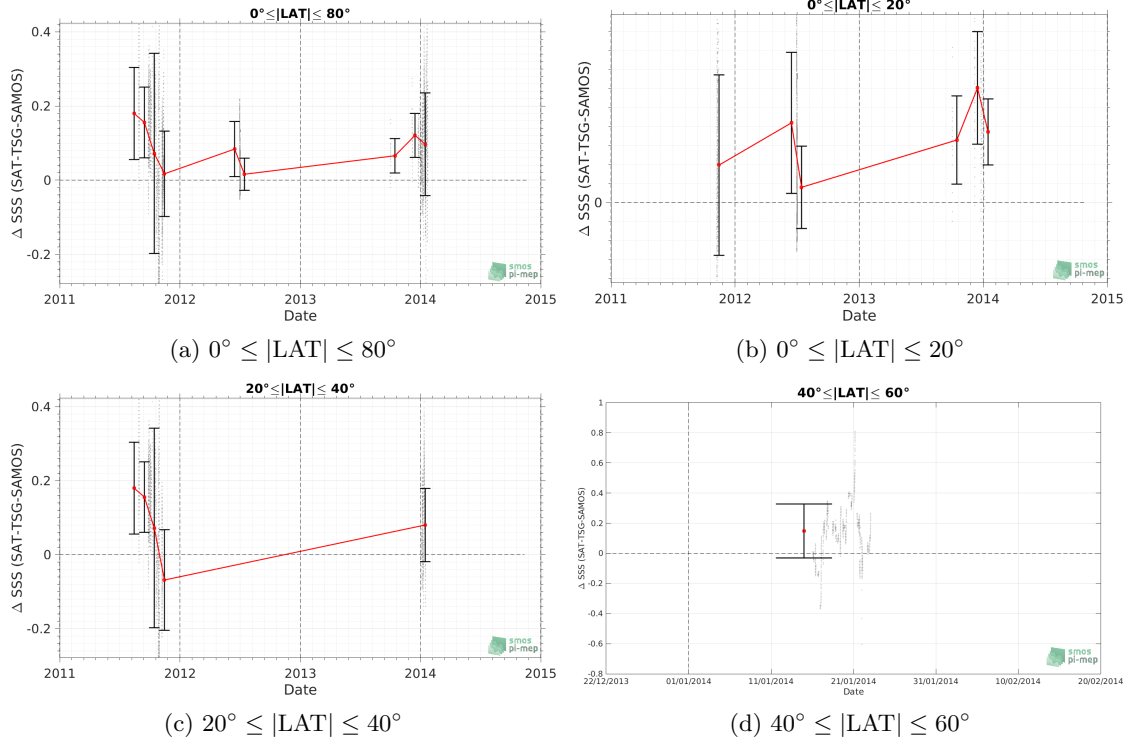 0°≤|LAT|≤ 80°
Δ SSS (SAT-TSG-SAMOS)
0.4
0.2
0
-0.2
2011 2012 2013 2014 2015
Date
smos
pi-mep
(a) 0° ≤ |LAT| ≤ 80°
0°≤|LAT|≤ 20°
Δ SSS (SAT-TSG-SAMOS)
0
2011 2012 2013 2014 2015
Date
smos
pi-mep
(b) 0° ≤ |LAT| ≤ 20°
20°≤|LAT|≤ 40°
Δ SSS (SAT-TSG-SAMOS)
0.4
0.2
0
-0.2
2011 2012 2013 2014 2015
Date
smos
pi-mep
(c) 20° ≤ |LAT| ≤ 40°
40°≤|LAT|≤ 60°
Δ SSS (SAT-TSG-SAMOS)
1
0.8
0.6
0.4
0.2
0
-0.2
-0.4
-0.6
-0.8
22/12/2013 01/01/2014 11/01/2014 21/01/2014 31/01/2014 10/02/2014 20/02/2014
Date
smos
pi-mep
(d) 40° ≤ |LAT| ≤ 60°